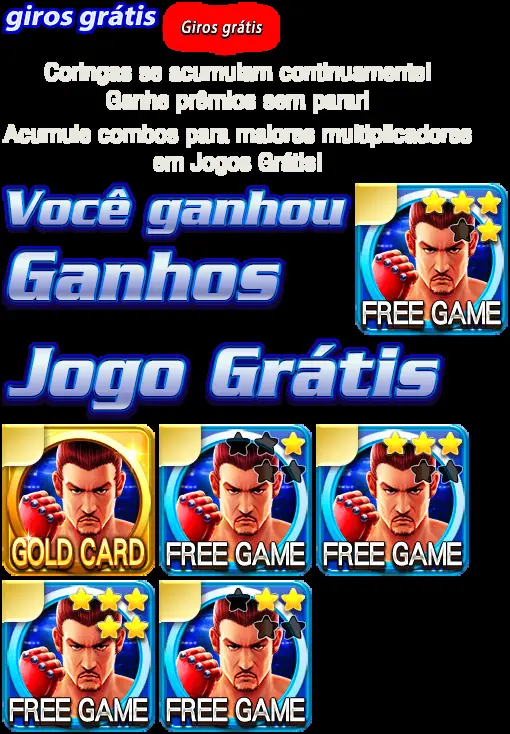 giros grátis
Giros grátis
Coringas se acumulam continuamente!
Ganhe prêmios sem parar!
Acumule combos para maiores multiplicadores
em Jogos Grátis!
Você ganhou
FREE GAME
Ganhos
Jogo Grátis
GOLD CARD
FREE GAME
FREE GAME
FREE GAME
FREE GAME